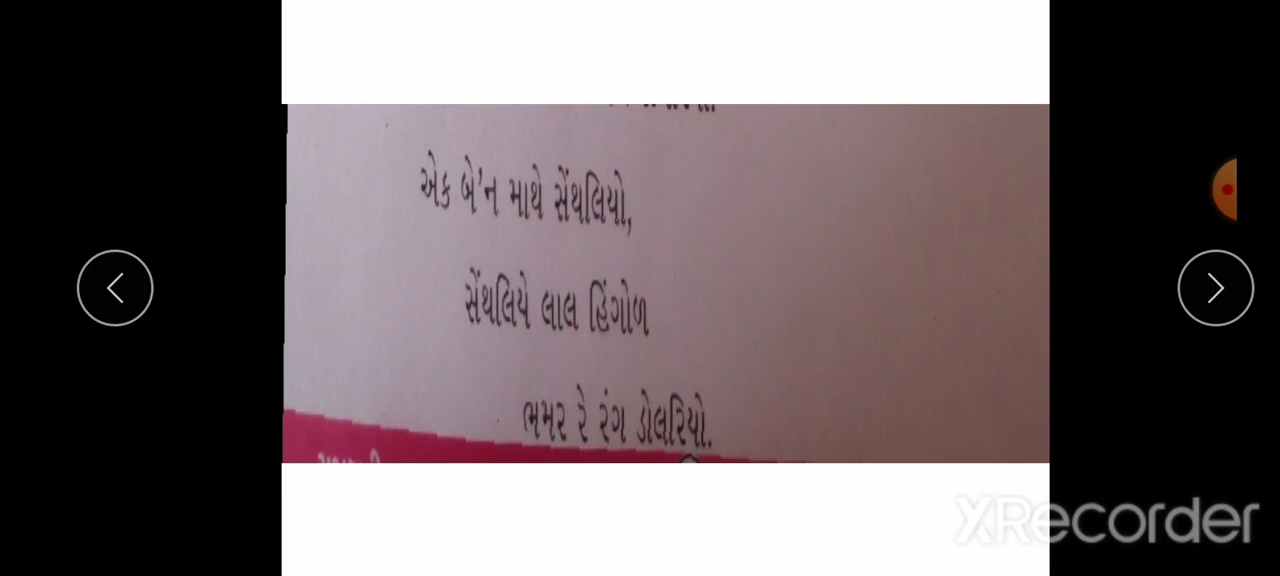 એક બે'ન માથે સેંથલિયો,
સેંથલિયે લાલ હિંગોળ
ભમર રે રંગ ડોલરિયો.
XRecorder